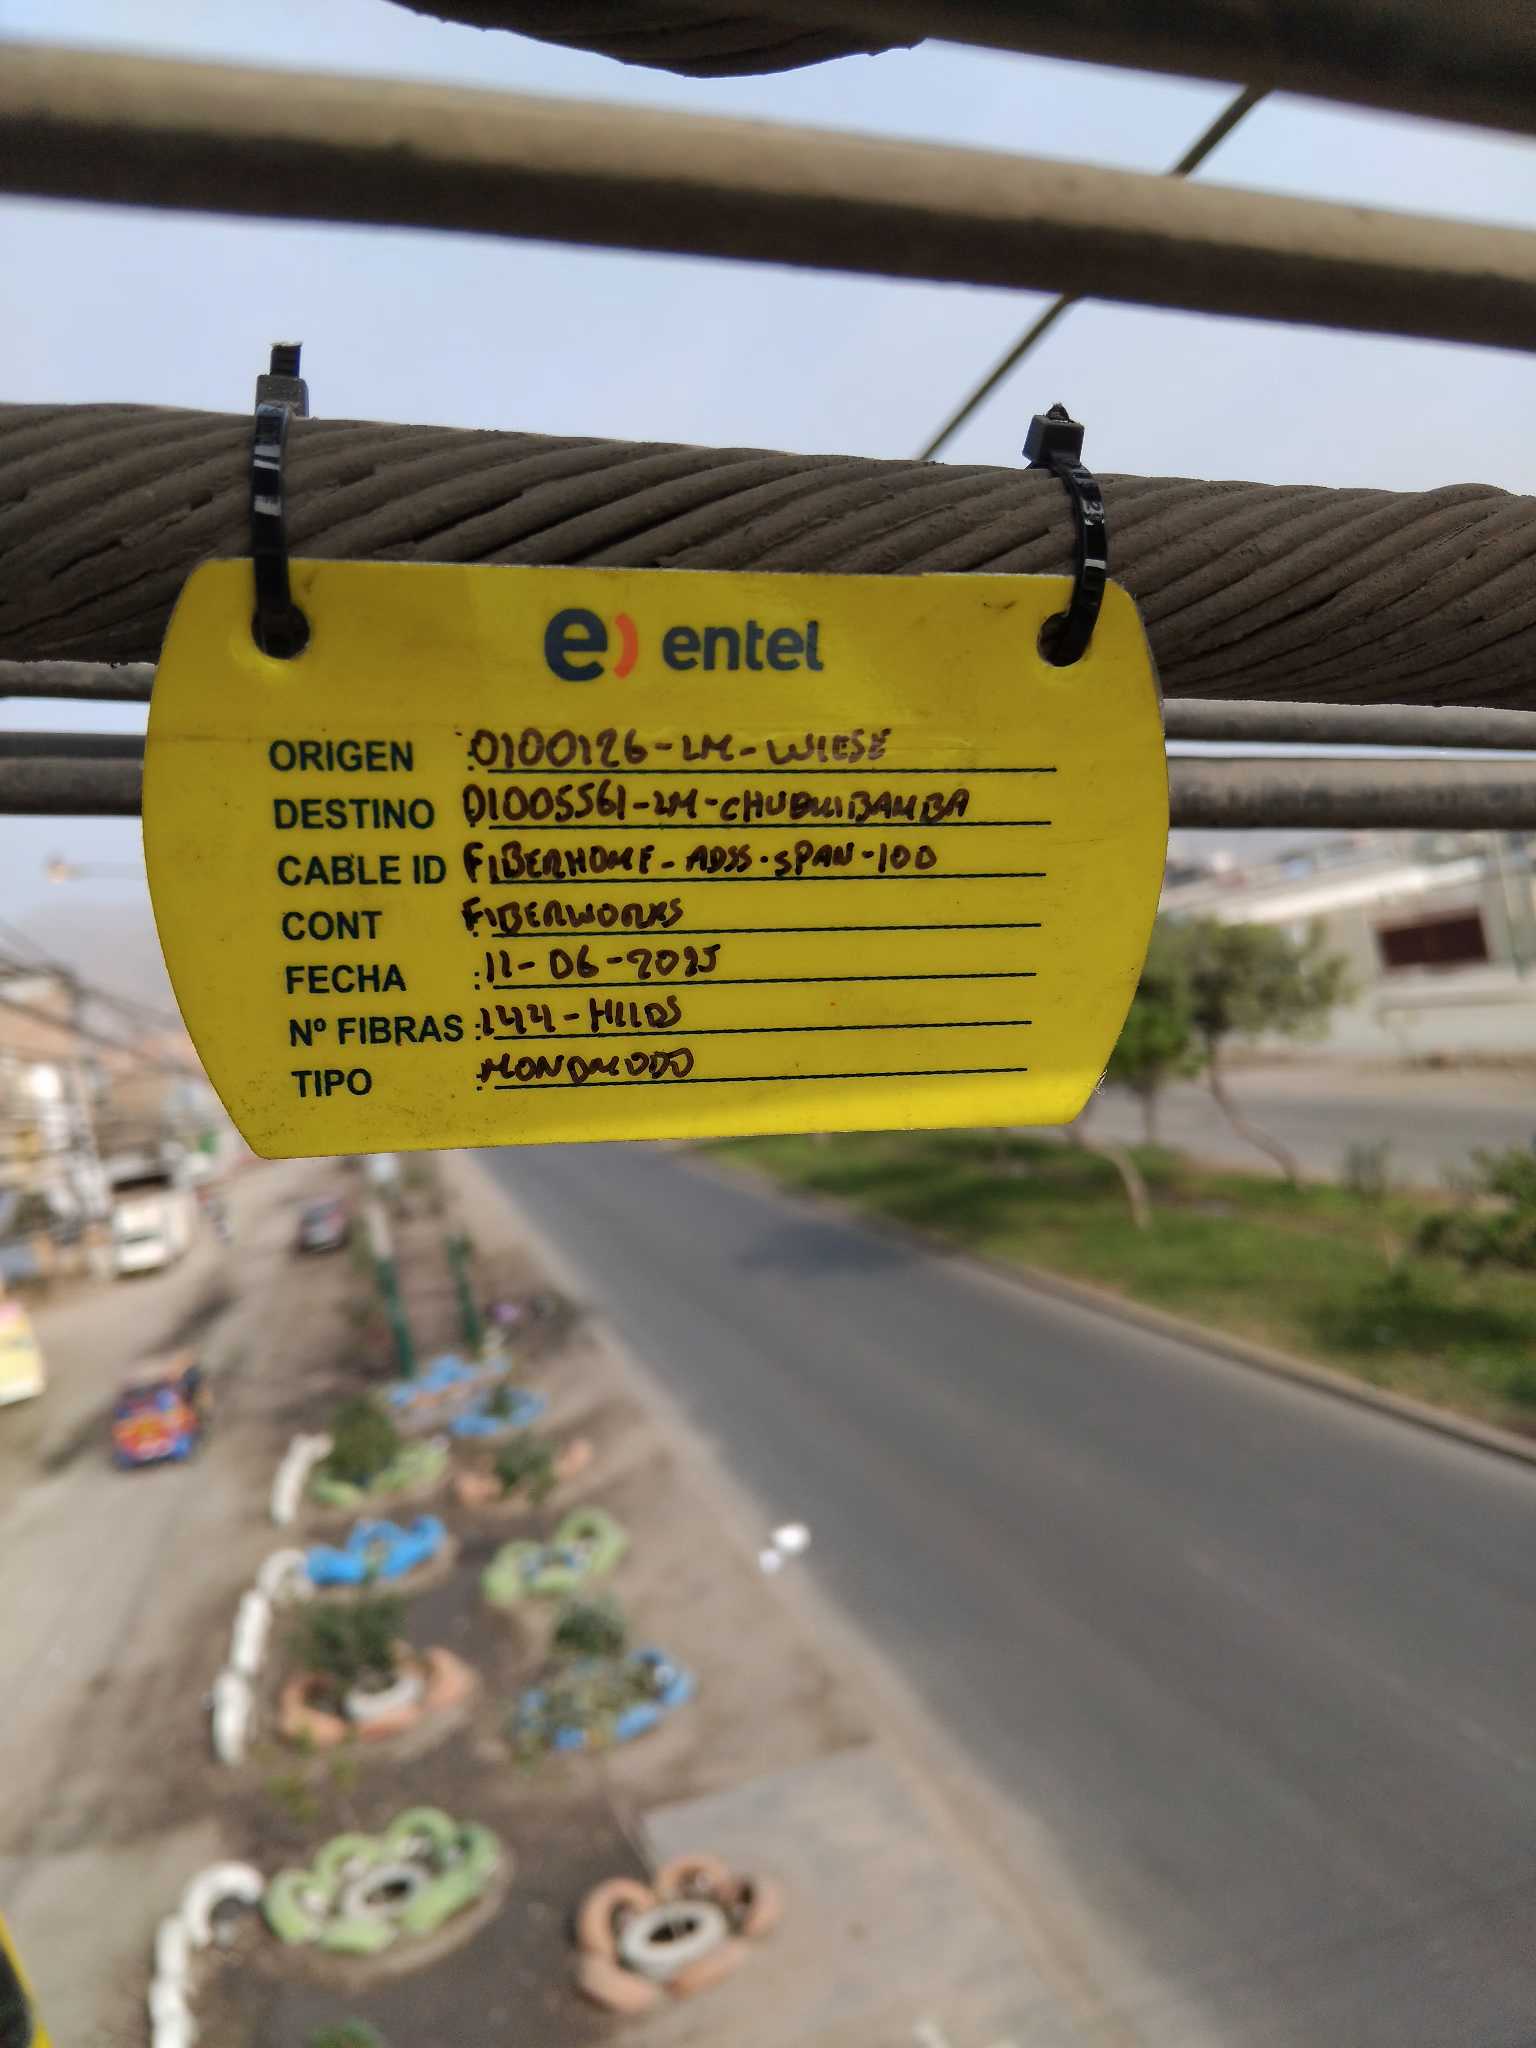 e) entel
ORIGEN : 0100126-LM-WIESE
DESTINO 01005561-LM-CHUQUIBAMBA
CABLE ID FIBERHOME-ADSS-SPAN-100
CONT : FIBERWORKS
FECHA : 11-06-2025
Nº FIBRAS : 144-HILOS
TIPO : MONOMODO